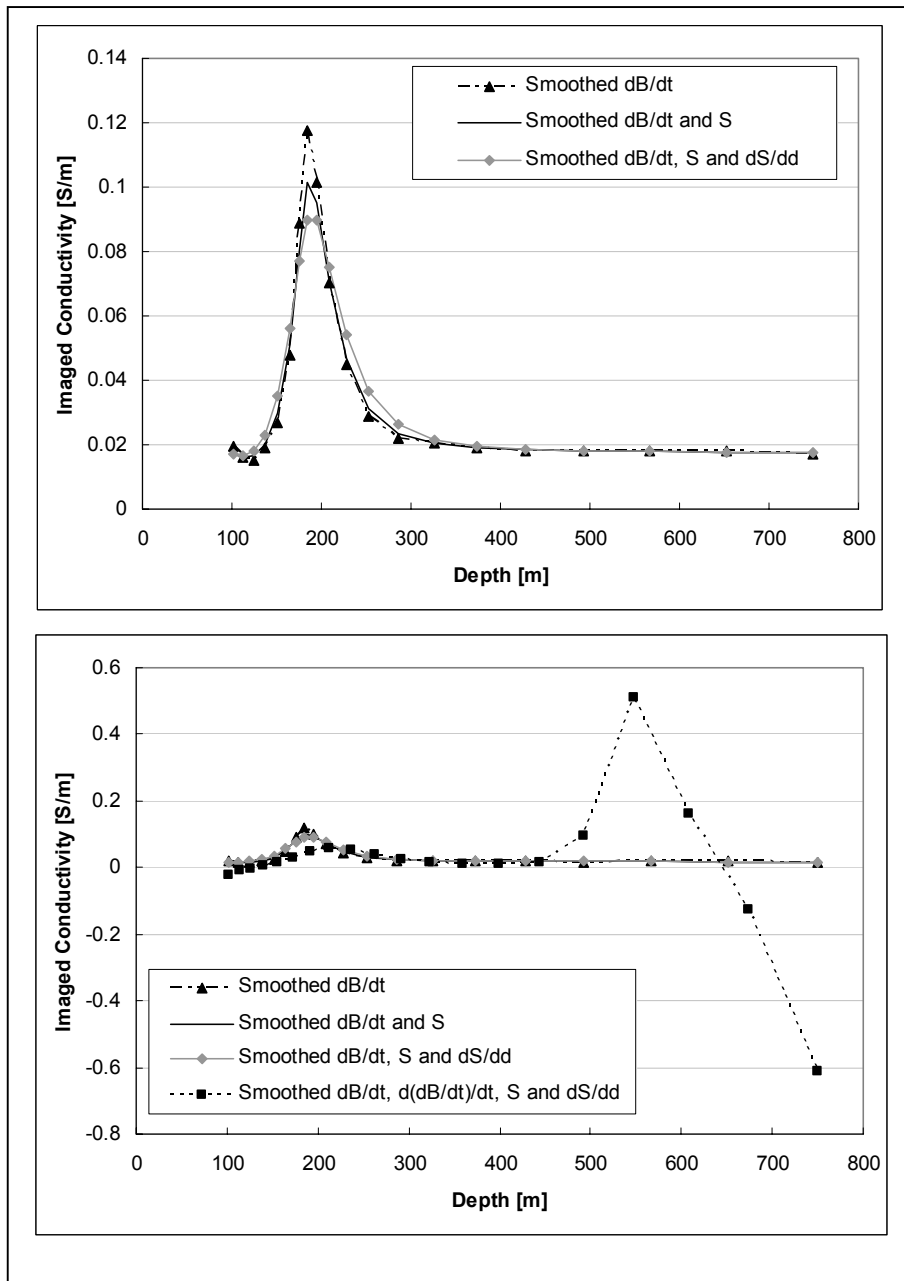 0.14
0.12
0.1
0.08
0.06
0.04
0.02
0
Imaged Conductivity [S/m]
Smoothed dB/dt
Smoothed dB/dt and S
Smoothed dB/dt, S and dS/dd
0 100 200 300 400 500 600 700 800
Depth [m]
0.6
0.4
0.2
0
-0.2
-0.4
-0.6
-0.8
Imaged Conductivity [S/m]
Smoothed dB/dt
Smoothed dB/dt and S
Smoothed dB/dt, S and dS/dd
Smoothed dB/dt, d(dB/dt)/dt, S and dS/dd
0 100 200 300 400 500 600 700 800
Depth [m]